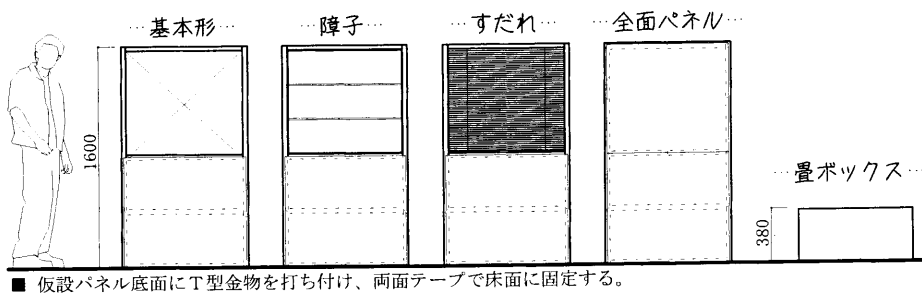 …基本形… …障子… …すだれ… …全面パネル…
1600
…畳ボックス…
380
■ 仮設パネル底面にT型金物を打ち付け、両面テープで床面に固定する。